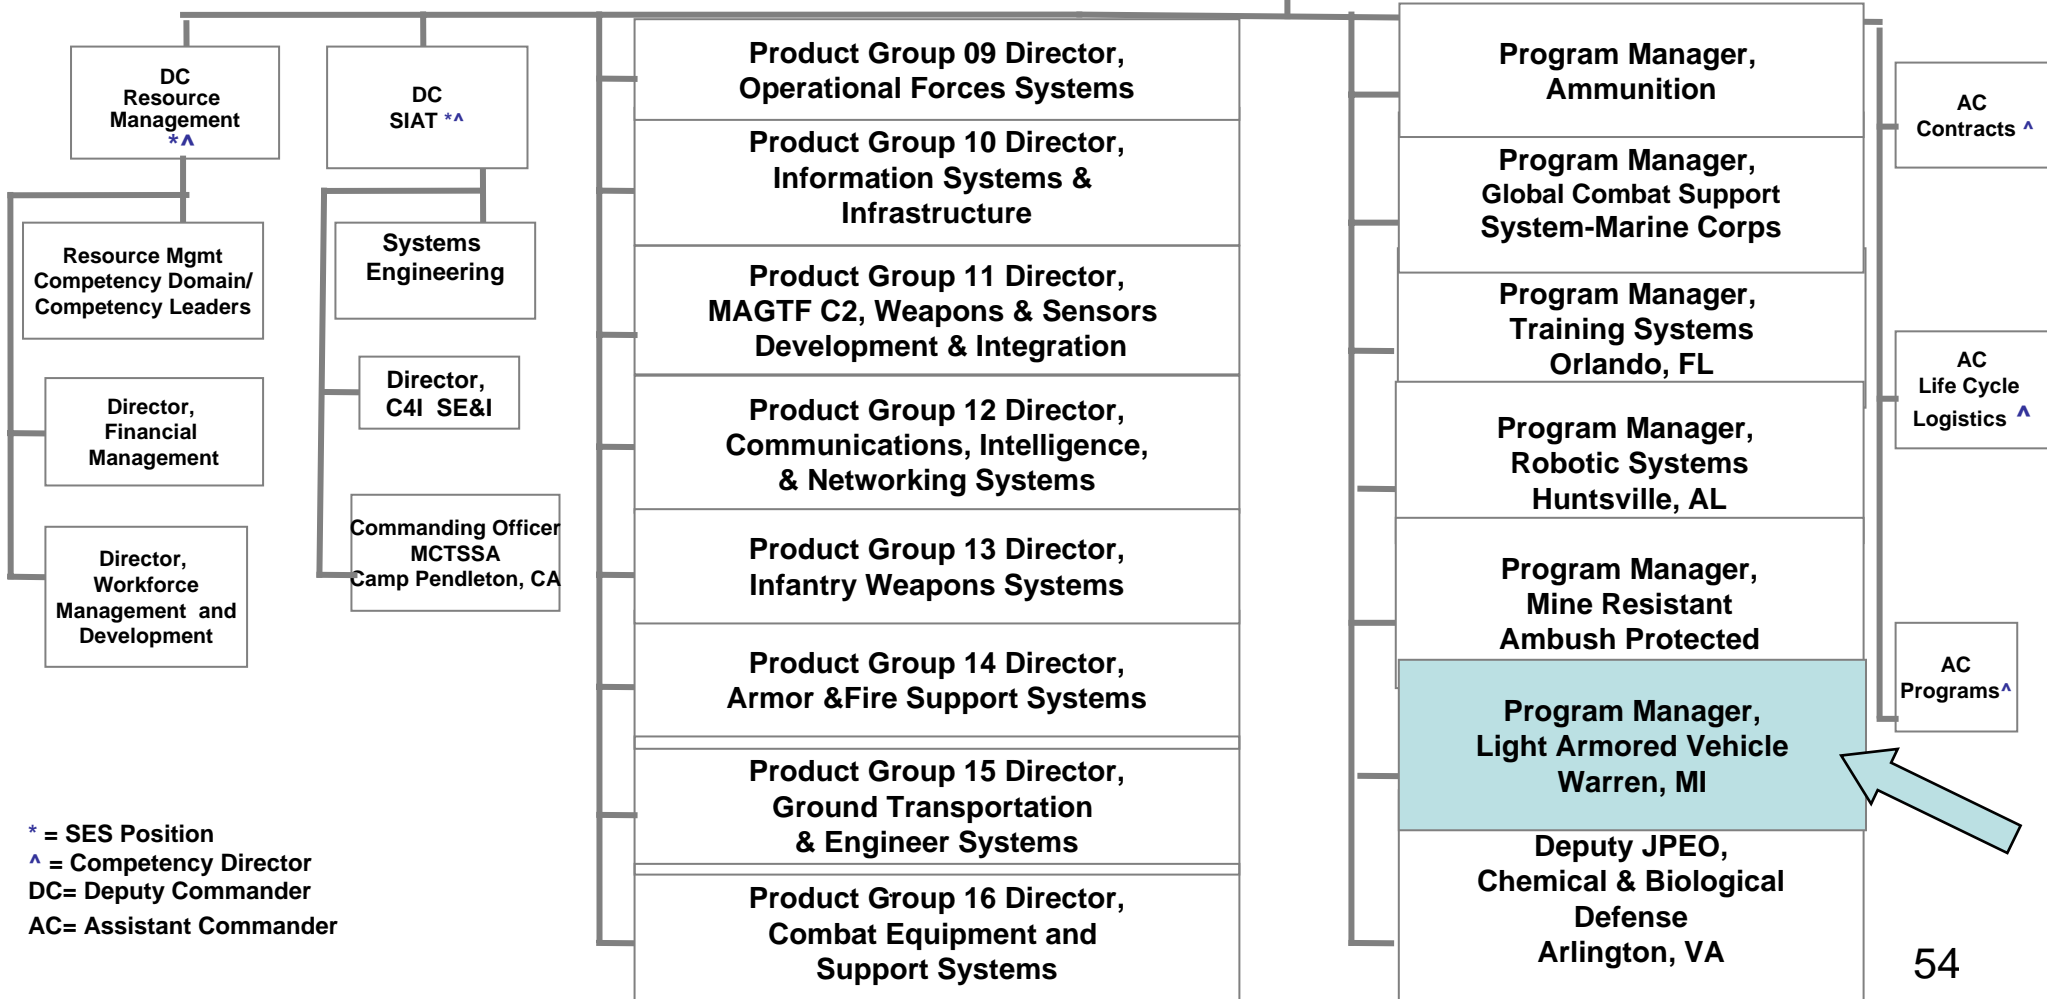 DC
Resource
Management
*^
Resource Mgmt
Competency Domain/
Competency Leaders
Director,
Financial
Management
Director,
Workforce
Management and
Development
DC
SIAT *^
Systems
Engineering
Director,
C4I SE&I
Commanding Officer
MCTSSA
Camp Pendleton, CA
Product Group 09 Director,
Operational Forces Systems
Product Group 10 Director,
Information Systems &
Infrastructure
Product Group 11 Director,
MAGTF C2, Weapons & Sensors
Development & Integration
Product Group 12 Director,
Communications, Intelligence,
& Networking Systems
Product Group 13 Director,
Infantry Weapons Systems
Product Group 14 Director,
Armor &Fire Support Systems
Product Group 15 Director,
Ground Transportation
& Engineer Systems
Product Group 16 Director,
Combat Equipment and
Support Systems
Program Manager,
Ammunition
Program Manager,
Global Combat Support
System-Marine Corps
Program Manager,
Training Systems
Orlando, FL
Program Manager,
Robotic Systems
Huntsville, AL
Program Manager,
Mine Resistant
Ambush Protected
Program Manager,
Light Armored Vehicle
Warren, MI
Deputy JPEO,
Chemical & Biological
Defense
Arlington, VA
AC
Contracts ^
AC
Life Cycle
Logistics ^
AC
Programs^
* = SES Position
^ = Competency Director
DC= Deputy Commander
AC= Assistant Commander
54